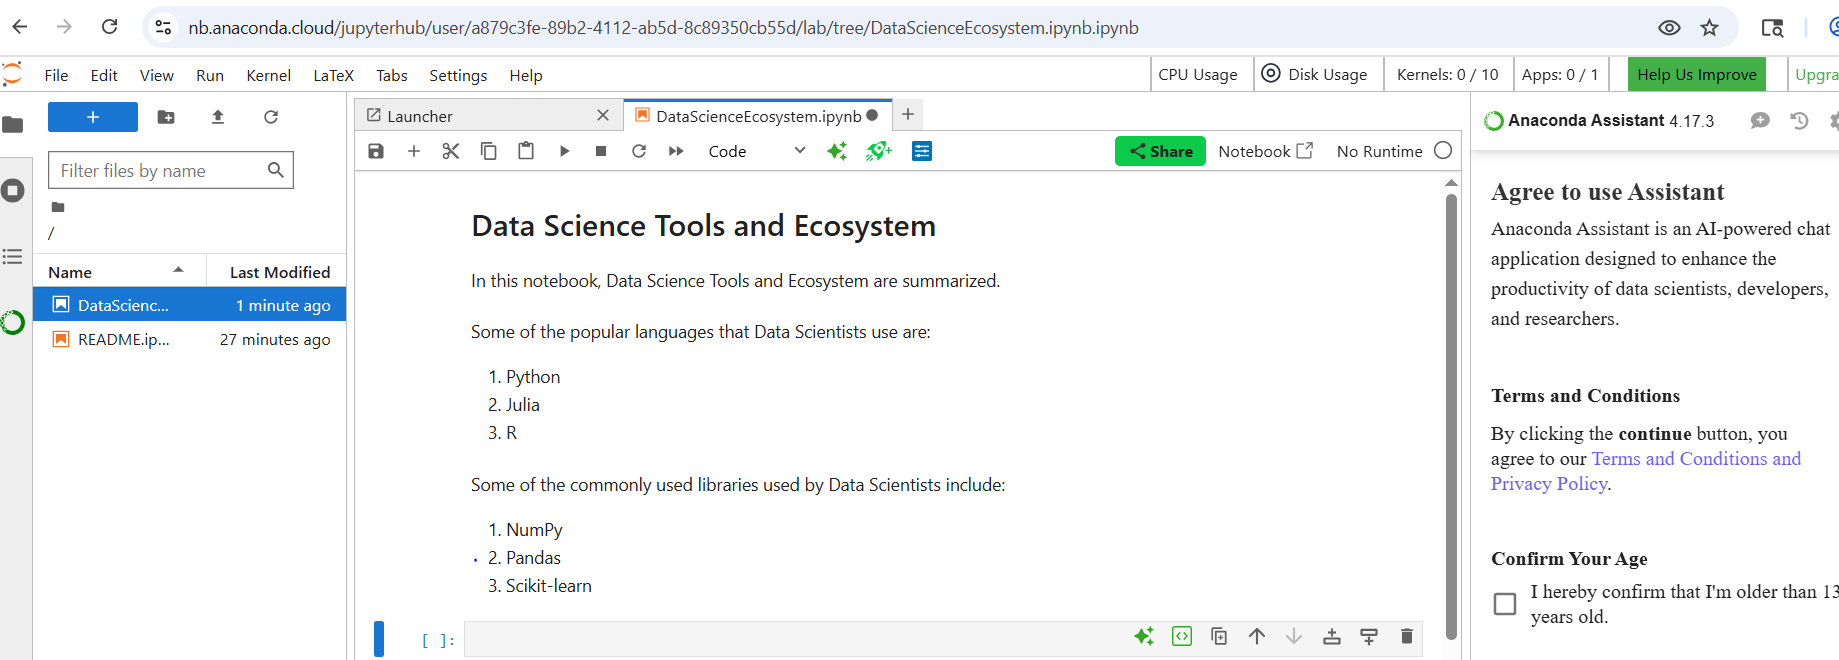 nb.anaconda.cloud/jupyterhub/user/a879c3fe-89b2-4112-ab5d-8c89350cb55d/lab/tree/DataScienceEcosystem.ipynb.ipynb
File Edit View Run Kernel LaTeX Tabs Settings Help
CPU Usage Disk Usage Kernels: 0 / 10 Apps: 0 / 1 Help Us Improve Upgra
Filter files by name
/
Name Last Modified
DataScienc... 1 minute ago
README.ip... 27 minutes ago
Launcher DataScienceEcosystem.ipynb
Code Share Notebook No Runtime
Data Science Tools and Ecosystem
In this notebook, Data Science Tools and Ecosystem are summarized.
Some of the popular languages that Data Scientists use are:
1. Python
2. Julia
3. R
Some of the commonly used libraries used by Data Scientists include:
1. NumPy
2. Pandas
3. Scikit-learn
[ ]:
Anaconda Assistant 4.17.3
Agree to use Assistant
Anaconda Assistant is an AI-powered chat
application designed to enhance the
productivity of data scientists, developers,
and researchers.
Terms and Conditions
By clicking the continue button, you
agree to our Terms and Conditions and
Privacy Policy.
Confirm Your Age
I hereby confirm that I'm older than 13
years old.